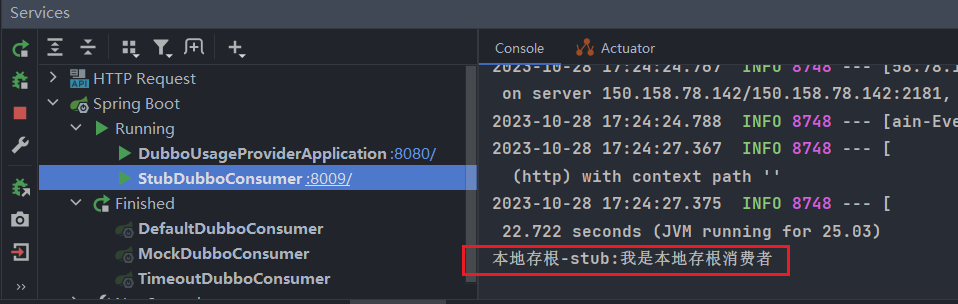 Services
HTTP Request
Spring Boot
Running
DubboUsageProviderApplication :8080/
StubDubboConsumer :8009/
Finished
DefaultDubboConsumer
MockDubboConsumer
TimeoutDubboConsumer
Console
Actuator
2023-10-28 17:24:24.767 INFO 8748 --- [58.78.1
on server 150.158.78.142/150.158.78.142:2181,
2023-10-28 17:24:24.788 INFO 8748 --- [ain-Eve
2023-10-28 17:24:27.367 INFO 8748 --- [
(http) with context path ''
2023-10-28 17:24:27.375 INFO 8748 --- [
22.722 seconds (JVM running for 25.03)
本地存根-stub:我是本地存根消费者